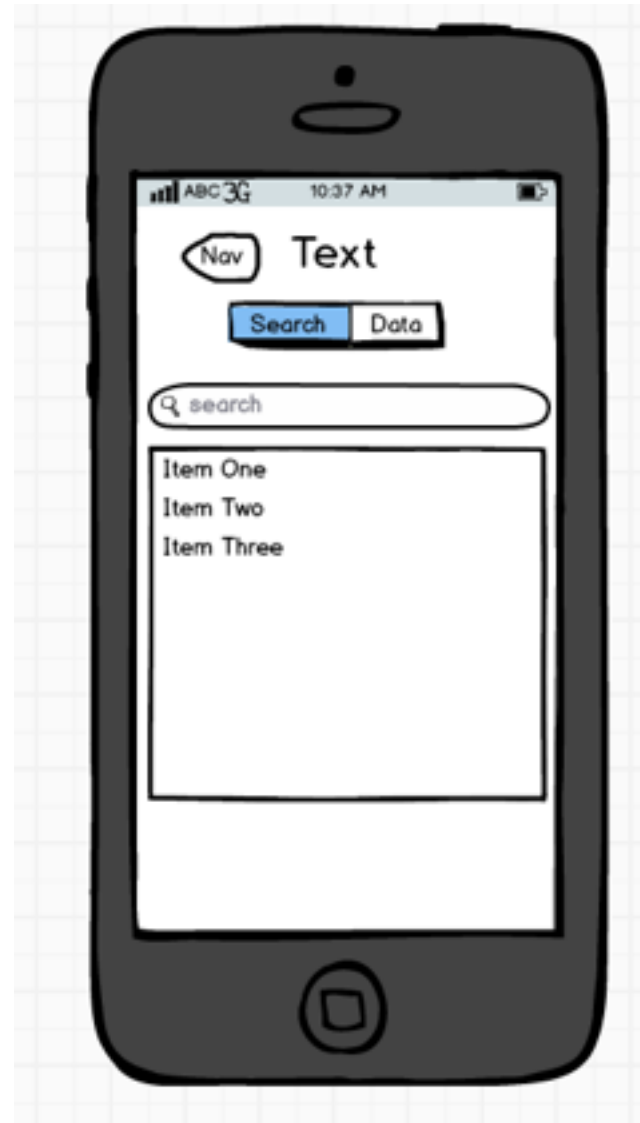 ABC 3G 10:37 AM
Nav Text
Search Data
search
Item One
Item Two
Item Three